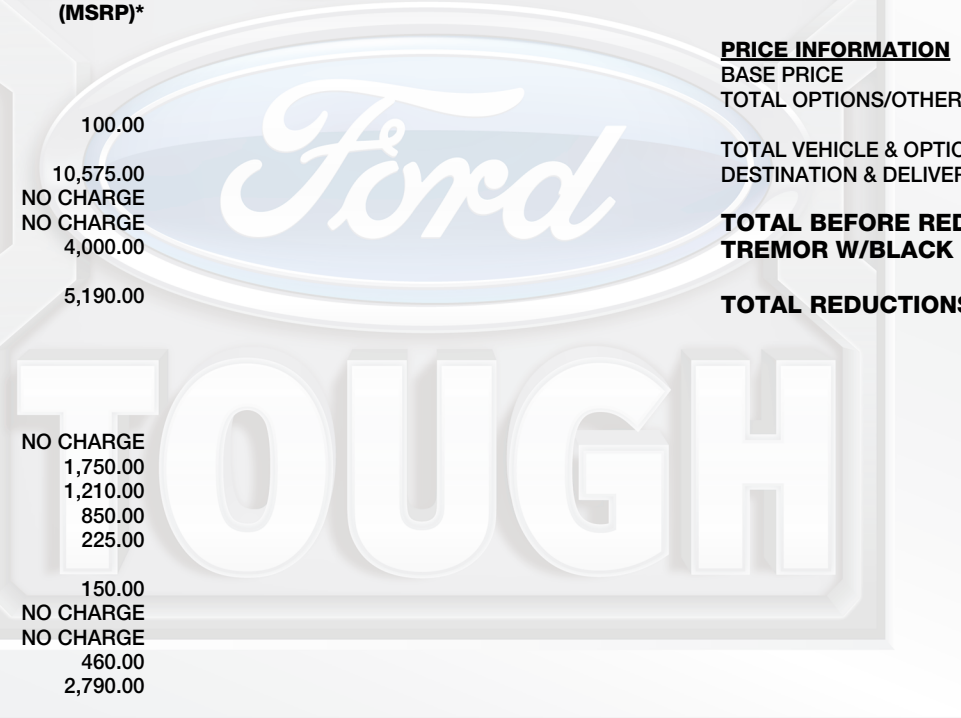 (MSRP)*
100.00
10,575.00
NO CHARGE
NO CHARGE
4,000.00
5,190.00
NO CHARGE
1,750.00
1,210.00
850.00
225.00
150.00
NO CHARGE
NO CHARGE
460.00
2,790.00
PRICE INFORMATION
BASE PRICE
TOTAL OPTIONS/OTHER
TOTAL VEHICLE & OPTIO
DESTINATION & DELIVER
TOTAL BEFORE RED
TREMOR W/BLACK
TOTAL REDUCTIONS
Ford
TOUGH